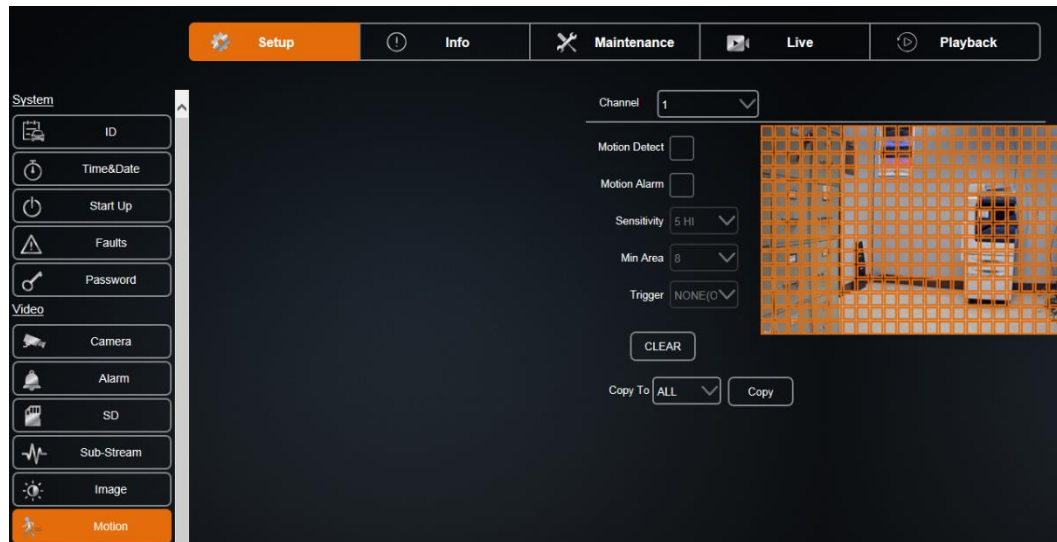 Setup
Info
Maintenance
Live
Playback
System
ID
Time&Date
Start Up
Faults
Password
Video
Camera
Alarm
SD
Sub-Stream
Image
Motion
Channel 1
Motion Detect
Motion Alarm
Sensitivity 5 HI
Min Area 8
Trigger NONE(O
CLEAR
Copy To ALL Copy